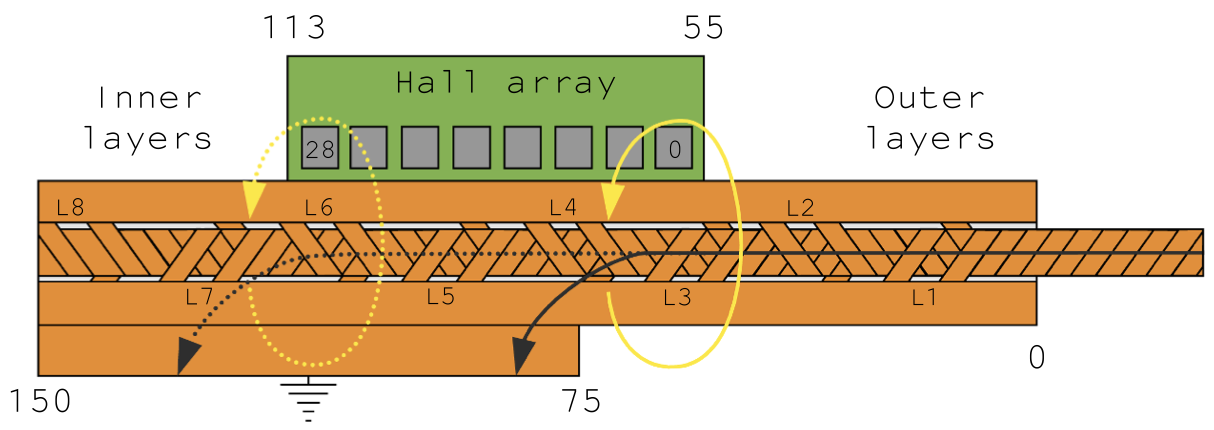 113
55
Hall array
Inner
layers
Outer
layers
28
0
L8
L6
L4
L2
L7
L5
L3
L1
0
150
75